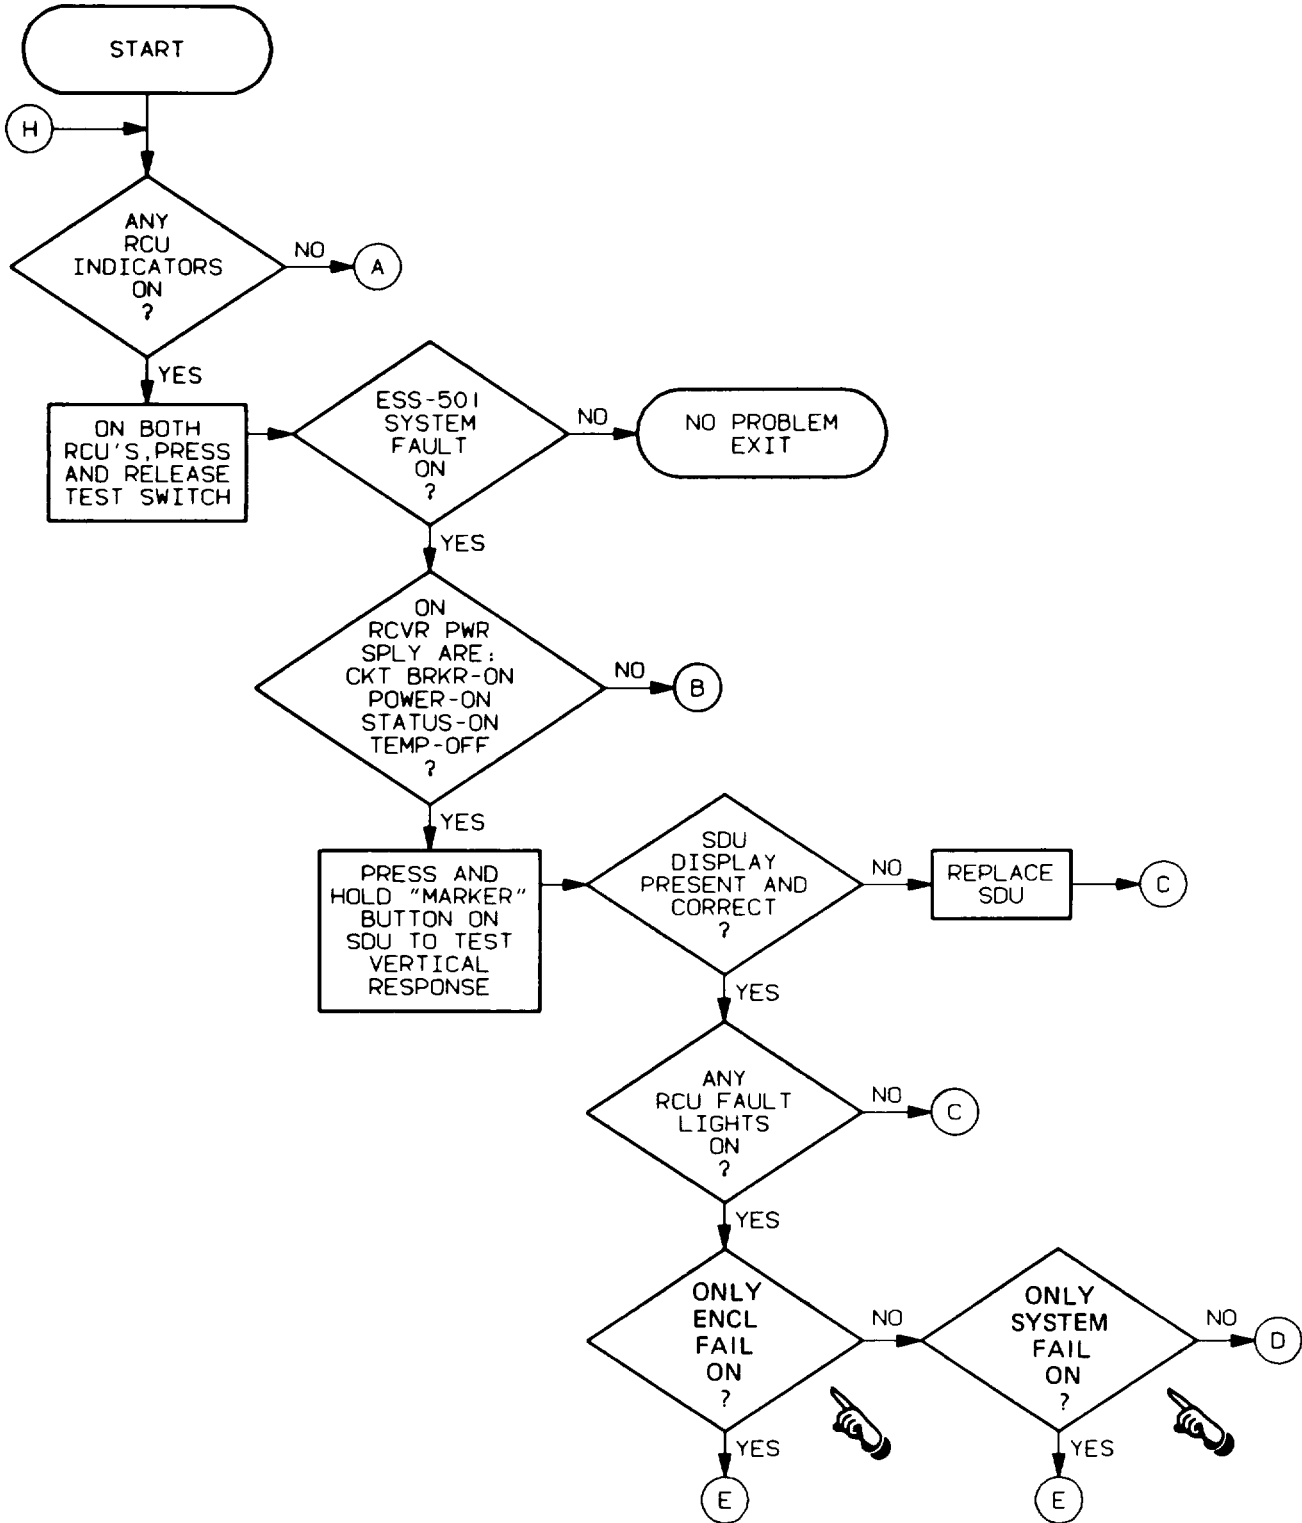 START
H
ANY
RCU
INDICATORS
ON
?
NO
A
YES
ON BOTH
RCU'S,PRESS
AND RELEASE
TEST SWITCH
ESS-501
SYSTEM
FAULT
ON
?
NO
NO PROBLEM
EXIT
YES
ON
RCVR PWR
SPLY ARE:
CKT BRKR-ON
POWER-ON
STATUS-ON
TEMP-OFF
?
NO
B
YES
PRESS AND
HOLD "MARKER"
BUTTON ON
SDU TO TEST
VERTICAL
RESPONSE
SDU
DISPLAY
PRESENT AND
CORRECT
?
NO
REPLACE
SDU
C
YES
ANY
RCU FAULT
LIGHTS
ON
?
NO
C
YES
ONLY
ENCL
FAIL
ON
?
NO
ONLY
SYSTEM
FAIL
ON
?
NO
D
YES
E
YES
E